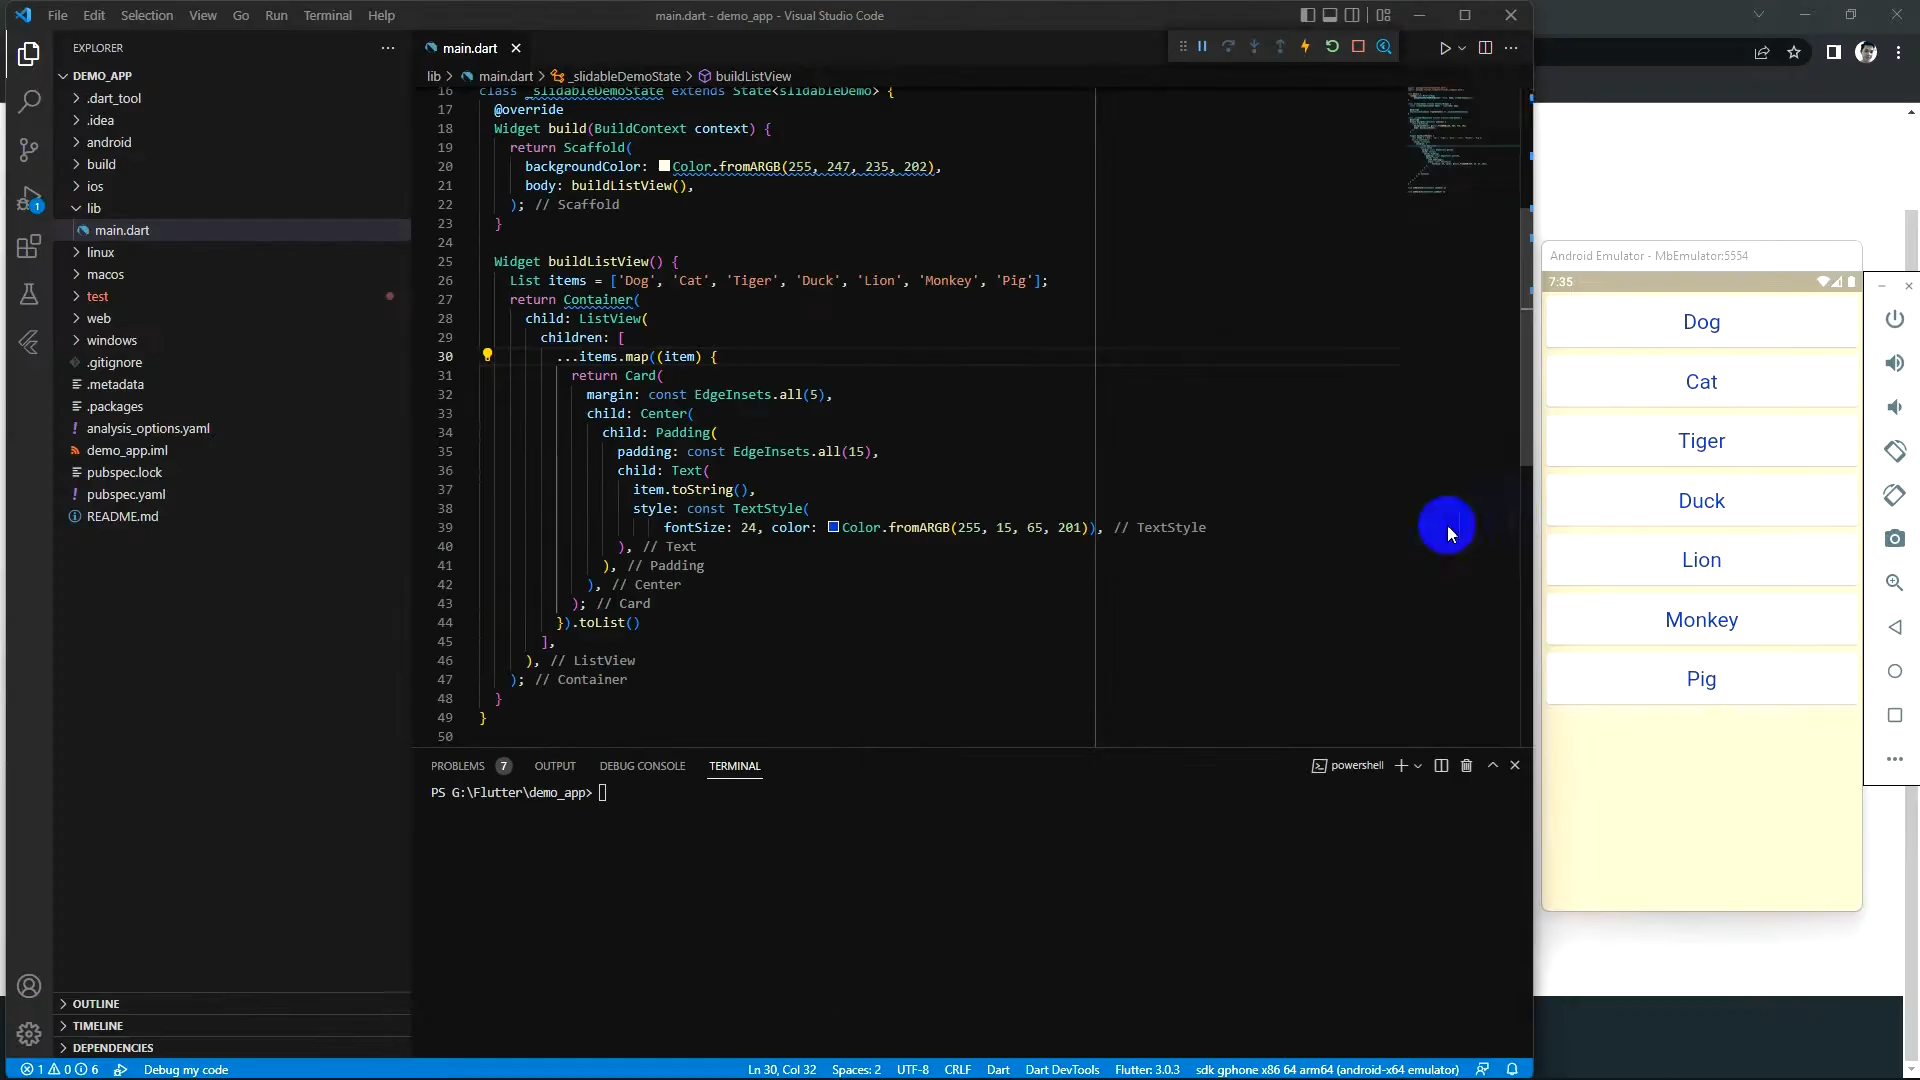 File Edit Selection View Go Run Terminal Help
main.dart - demo_app - Visual Studio Code
EXPLORER
DEMO_APP
.dart_tool
.idea
android
build
ios
lib
main.dart
linux
macos
test
web
windows
.gitignore
.metadata
.packages
analysis_options.yaml
demo_app.iml
pubspec.lock
pubspec.yaml
README.md
OUTLINE
TIMELINE
DEPENDENCIES
1
main.dart
lib > main.dart > _slidableDemoState > buildListView
16 class _slidableDemoState extends State<slidableDemo> {
17 @override
18 Widget build(BuildContext context) {
19 return Scaffold(
20 backgroundColor: Color.fromARGB(255, 247, 235, 202),
21 body: buildListView(),
22 ); // Scaffold
23 }
24
25 Widget buildListView() {
26 List items = ['Dog', 'Cat', 'Tiger', 'Duck', 'Lion', 'Monkey', 'Pig'];
27 return Container(
28 child: ListView(
29 children: [
30 ...items.map((item) {
31 return Card(
32 margin: const EdgeInsets.all(5),
33 child: Center(
34 child: Padding(
35 padding: const EdgeInsets.all(15),
36 child: Text(
37 item.toString(),
38 style: const TextStyle(
39 fontSize: 24, color: Color.fromARGB(255, 15, 65, 201)), // TextStyle
40 ), // Text
41 ), // Padding
42 ), // Center
43 ); // Card
44 }).toList()
45 ],
46 ), // ListView
47 ); // Container
48 }
49 }
50
PROBLEMS 7 OUTPUT DEBUG CONSOLE TERMINAL
powershell
PS G:\Flutter\demo_app>
1 0 6 Debug my code
Ln 30, Col 32 Spaces: 2 UTF-8 CRLF Dart Dart DevTools Flutter: 3.0.3 sdk gphone x86 64 arm64 (android-x64 emulator)
Android Emulator - MbEmulator:5554
7:35
Dog
Cat
Tiger
Duck
Lion
Monkey
Pig